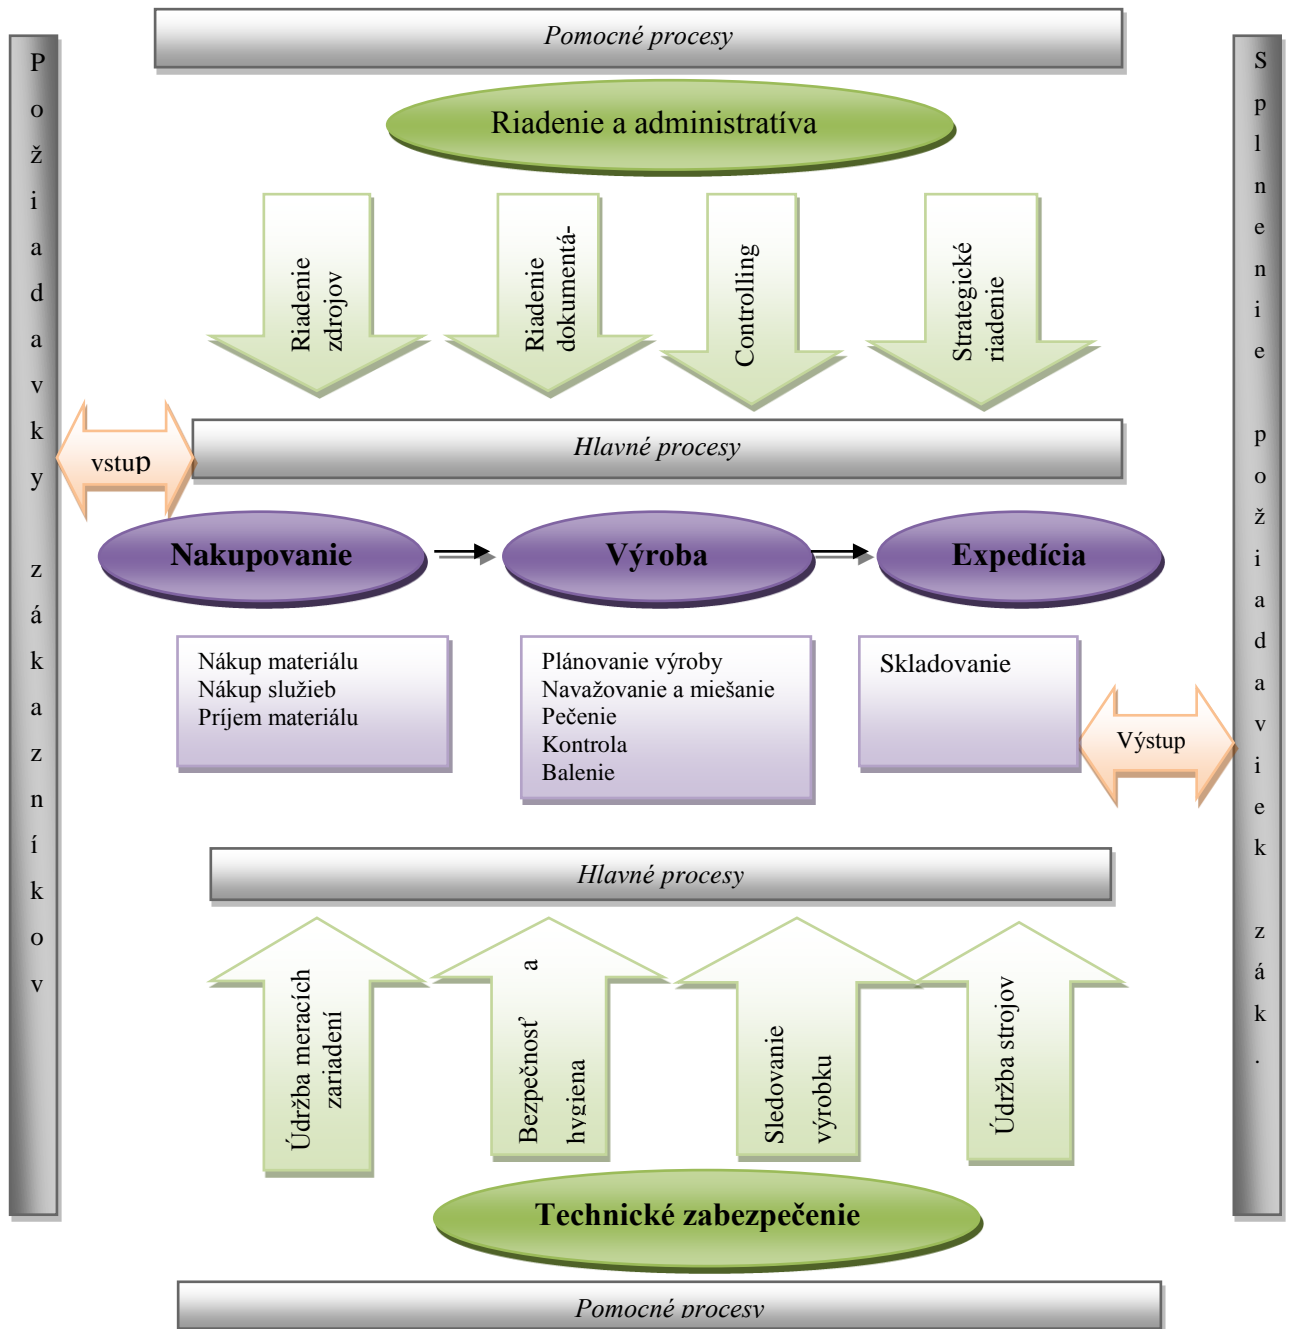 Pomocné procesy
Riadenie a administratíva
Požiadavky zákazníkov
Splnenie požiadaviek zák.
Riadenie
zdrojov
Riadenie
dokumentá-
Controlling
Strategické
riadenie
vstup
Hlavné procesy
Nakupovanie
Výroba
Expedícia
Nákup materiálu
Nákup služieb
Príjem materiálu
Plánovanie výroby
Navažovanie a miešanie
Pečenie
Kontrola
Balenie
Skladovanie
Výstup
Hlavné procesy
Údržba meracích
zariadení
Bezpečnosť a
hygiena
Sledovanie
výrobku
Údržba strojov
Technické zabezpečenie
Pomocné procesy